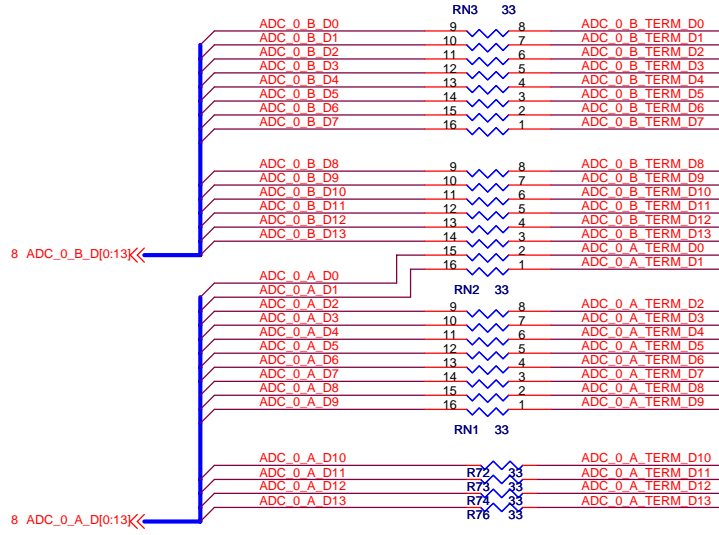 RN3 33
ADC_0_B_D0 9 8 ADC_0_B_TERM_D0
ADC_0_B_D1 10 7 ADC_0_B_TERM_D1
ADC_0_B_D2 11 6 ADC_0_B_TERM_D2
ADC_0_B_D3 12 5 ADC_0_B_TERM_D3
ADC_0_B_D4 13 4 ADC_0_B_TERM_D4
ADC_0_B_D5 14 3 ADC_0_B_TERM_D5
ADC_0_B_D6 15 2 ADC_0_B_TERM_D6
ADC_0_B_D7 16 1 ADC_0_B_TERM_D7
ADC_0_B_D8 9 8 ADC_0_B_TERM_D8
ADC_0_B_D9 10 7 ADC_0_B_TERM_D9
ADC_0_B_D10 11 6 ADC_0_B_TERM_D10
ADC_0_B_D11 12 5 ADC_0_B_TERM_D11
ADC_0_B_D12 13 4 ADC_0_B_TERM_D12
ADC_0_B_D13 14 3 ADC_0_B_TERM_D13
8 ADC_0_B_D[0:13] 15 2 ADC_0_A_TERM_D0
16 1 ADC_0_A_TERM_D1
ADC_0_A_D0
ADC_0_A_D1 RN2 33
ADC_0_A_D2 9 8 ADC_0_A_TERM_D2
ADC_0_A_D3 10 7 ADC_0_A_TERM_D3
ADC_0_A_D4 11 6 ADC_0_A_TERM_D4
ADC_0_A_D5 12 5 ADC_0_A_TERM_D5
ADC_0_A_D6 13 4 ADC_0_A_TERM_D6
ADC_0_A_D7 14 3 ADC_0_A_TERM_D7
ADC_0_A_D8 15 2 ADC_0_A_TERM_D8
ADC_0_A_D9 16 1 ADC_0_A_TERM_D9
RN1 33
ADC_0_A_D10 ADC_0_A_TERM_D10
ADC_0_A_D11 R72 33 ADC_0_A_TERM_D11
ADC_0_A_D12 R73 33 ADC_0_A_TERM_D12
ADC_0_A_D13 R74 33 ADC_0_A_TERM_D13
8 ADC_0_A_D[0:13] R76 33